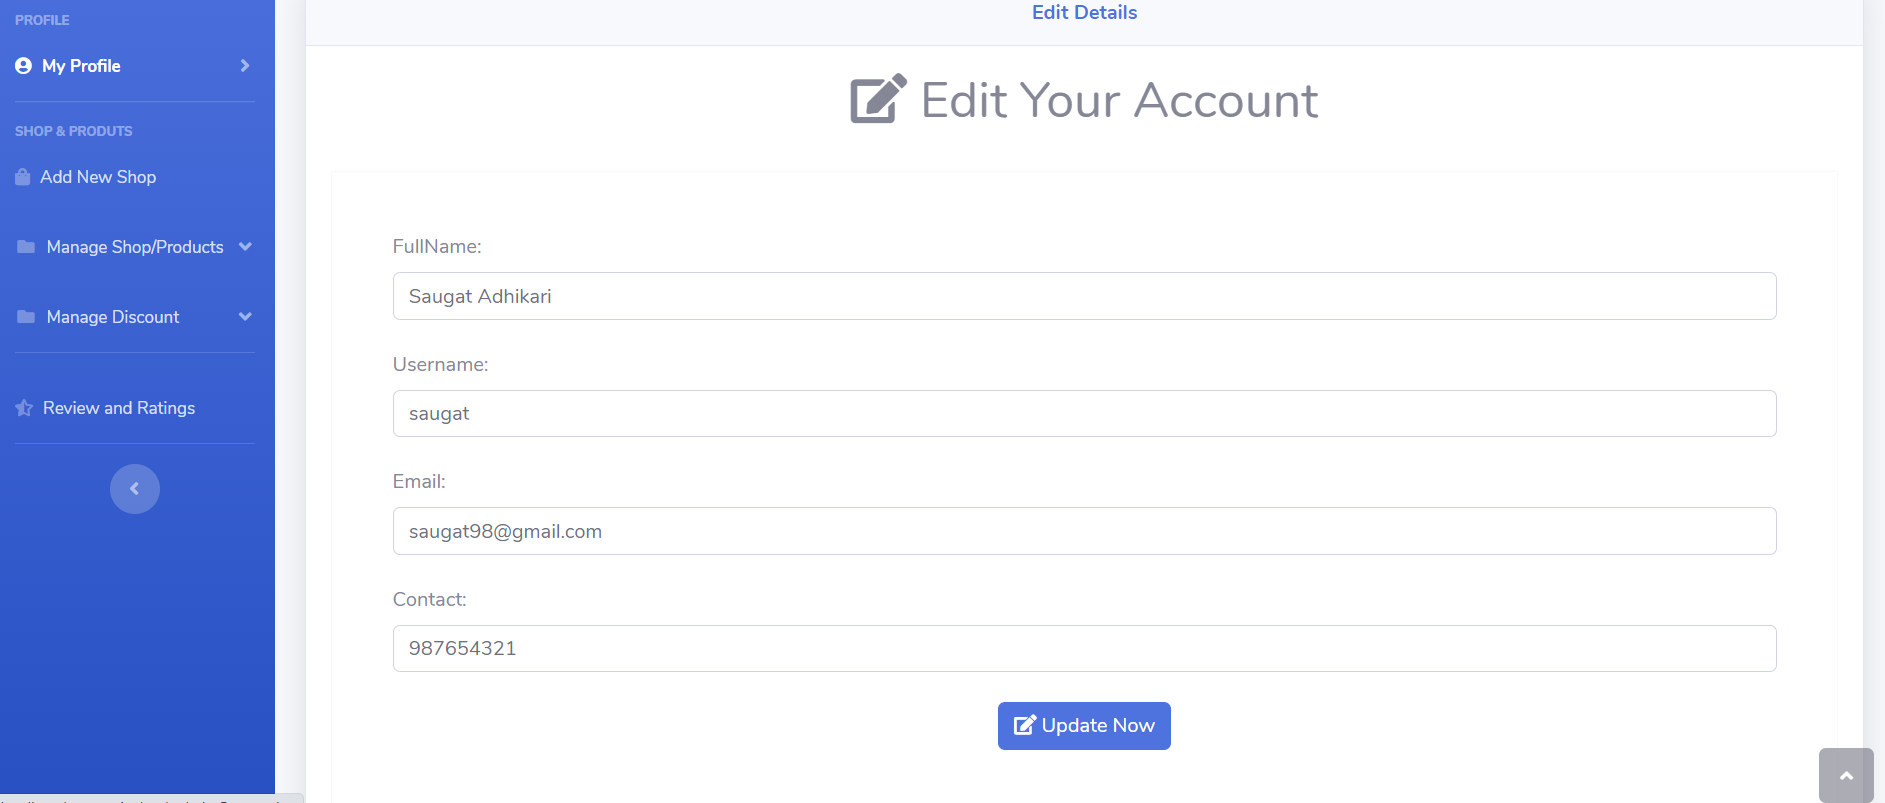 PROFILE
My Profile
SHOP & PRODUTS
Add New Shop
Manage Shop/Products
Manage Discount
Review and Ratings
Edit Details
Edit Your Account
FullName:
Saugat Adhikari
Username:
saugat
Email:
saugat98@gmail.com
Contact:
987654321
Update Now